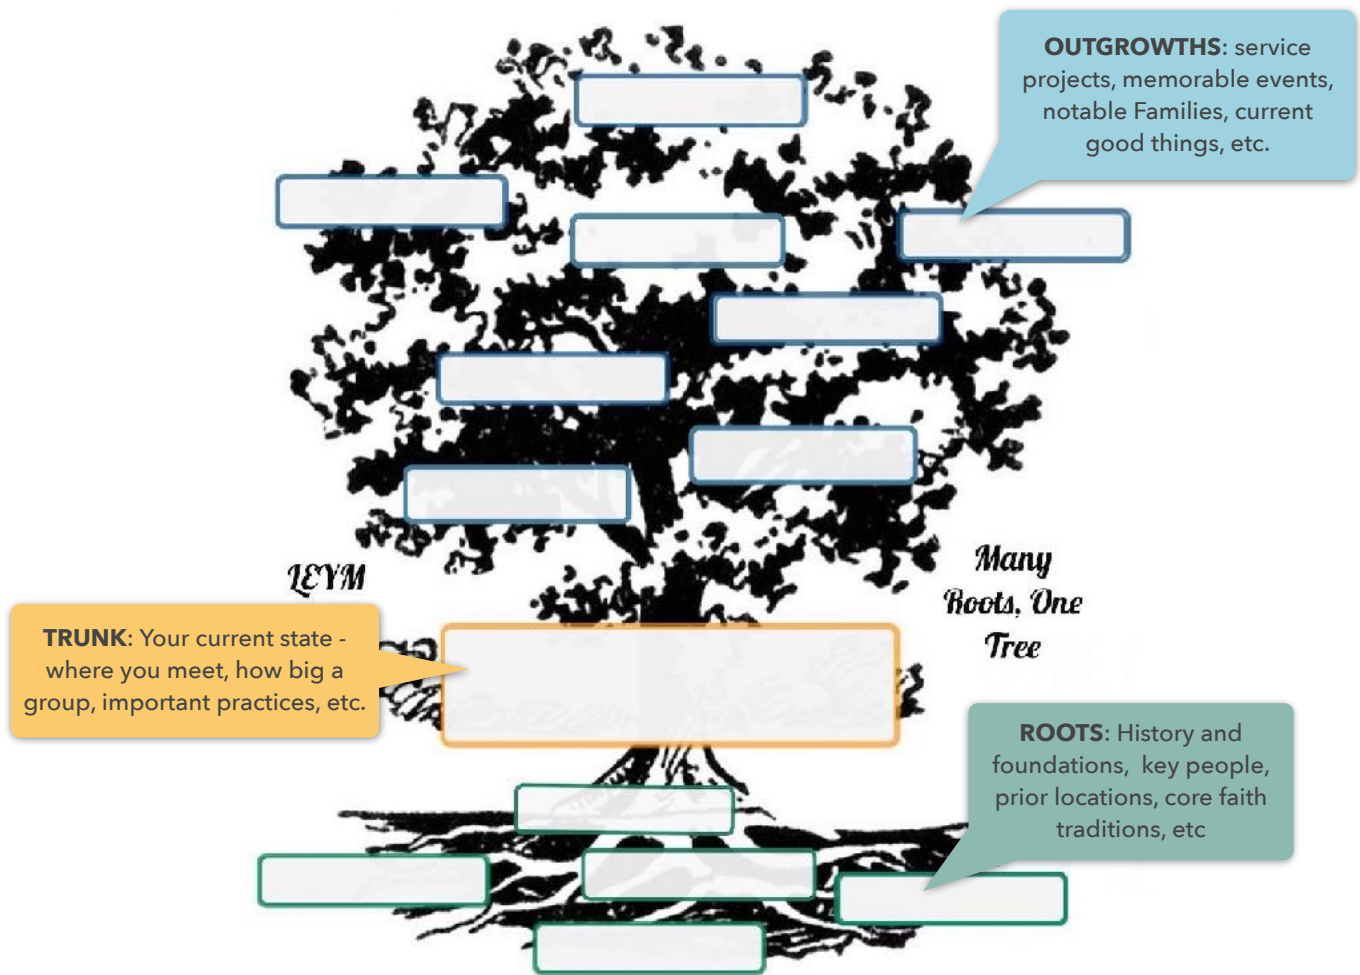 OUTGROWTHS: service
projects, memorable events,
notable Families, current
good things, etc.
LEYM
Many
Roots, One
Tree
TRUNK: Your current state -
where you meet, how big a
group, important practices, etc.
ROOTS: History and
foundations,  key people,
prior locations, core faith
traditions, etc